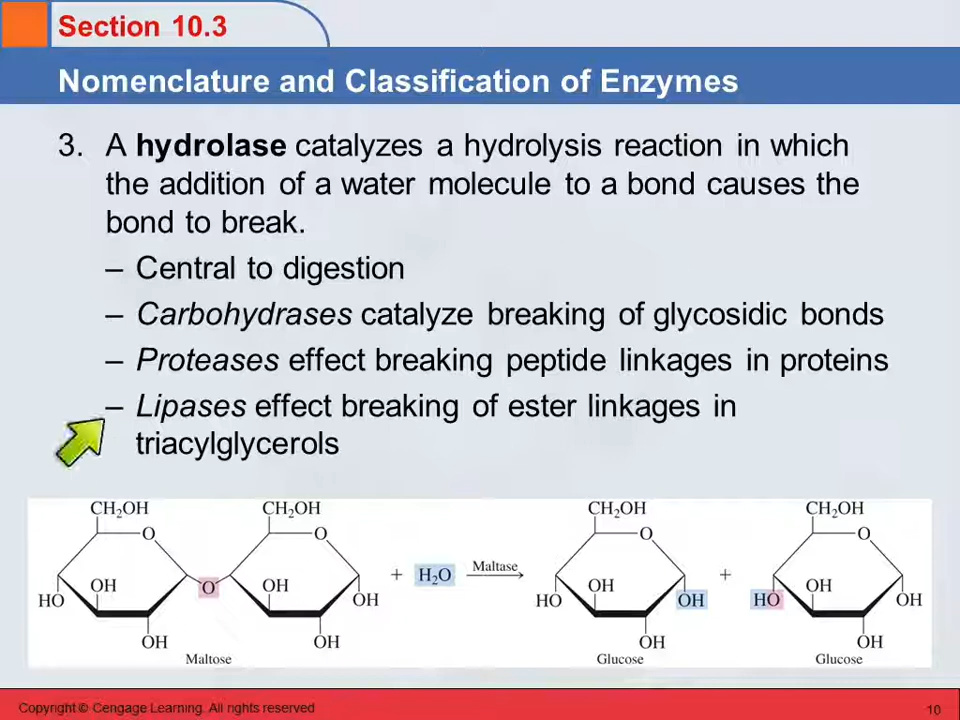 Section 10.3
Nomenclature and Classification of Enzymes
3. A hydrolase catalyzes a hydrolysis reaction in which
the addition of a water molecule to a bond causes the
bond to break.
– Central to digestion
– Carbohydrases catalyze breaking of glycosidic bonds
– Proteases effect breaking peptide linkages in proteins
– Lipases effect breaking of ester linkages in
triacylglycerols
CH₂OH CH₂OH CH₂OH CH₂OH
O O O O
+ H₂O Maltase +
OH OH OH OH
HO O OH HO OH HO OH
OH OH OH OH
Maltose Glucose Glucose
Copyright © Cengage Learning. All rights reserved
10